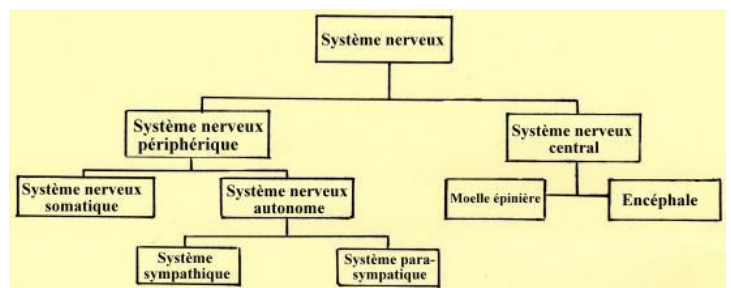 Système nerveux
Système nerveux
périphérique
Système nerveux
central
Système nerveux
somatique
Système nerveux
autonome
Moelle épinière
Encéphale
Système
sympathique
Système para-
sympatique